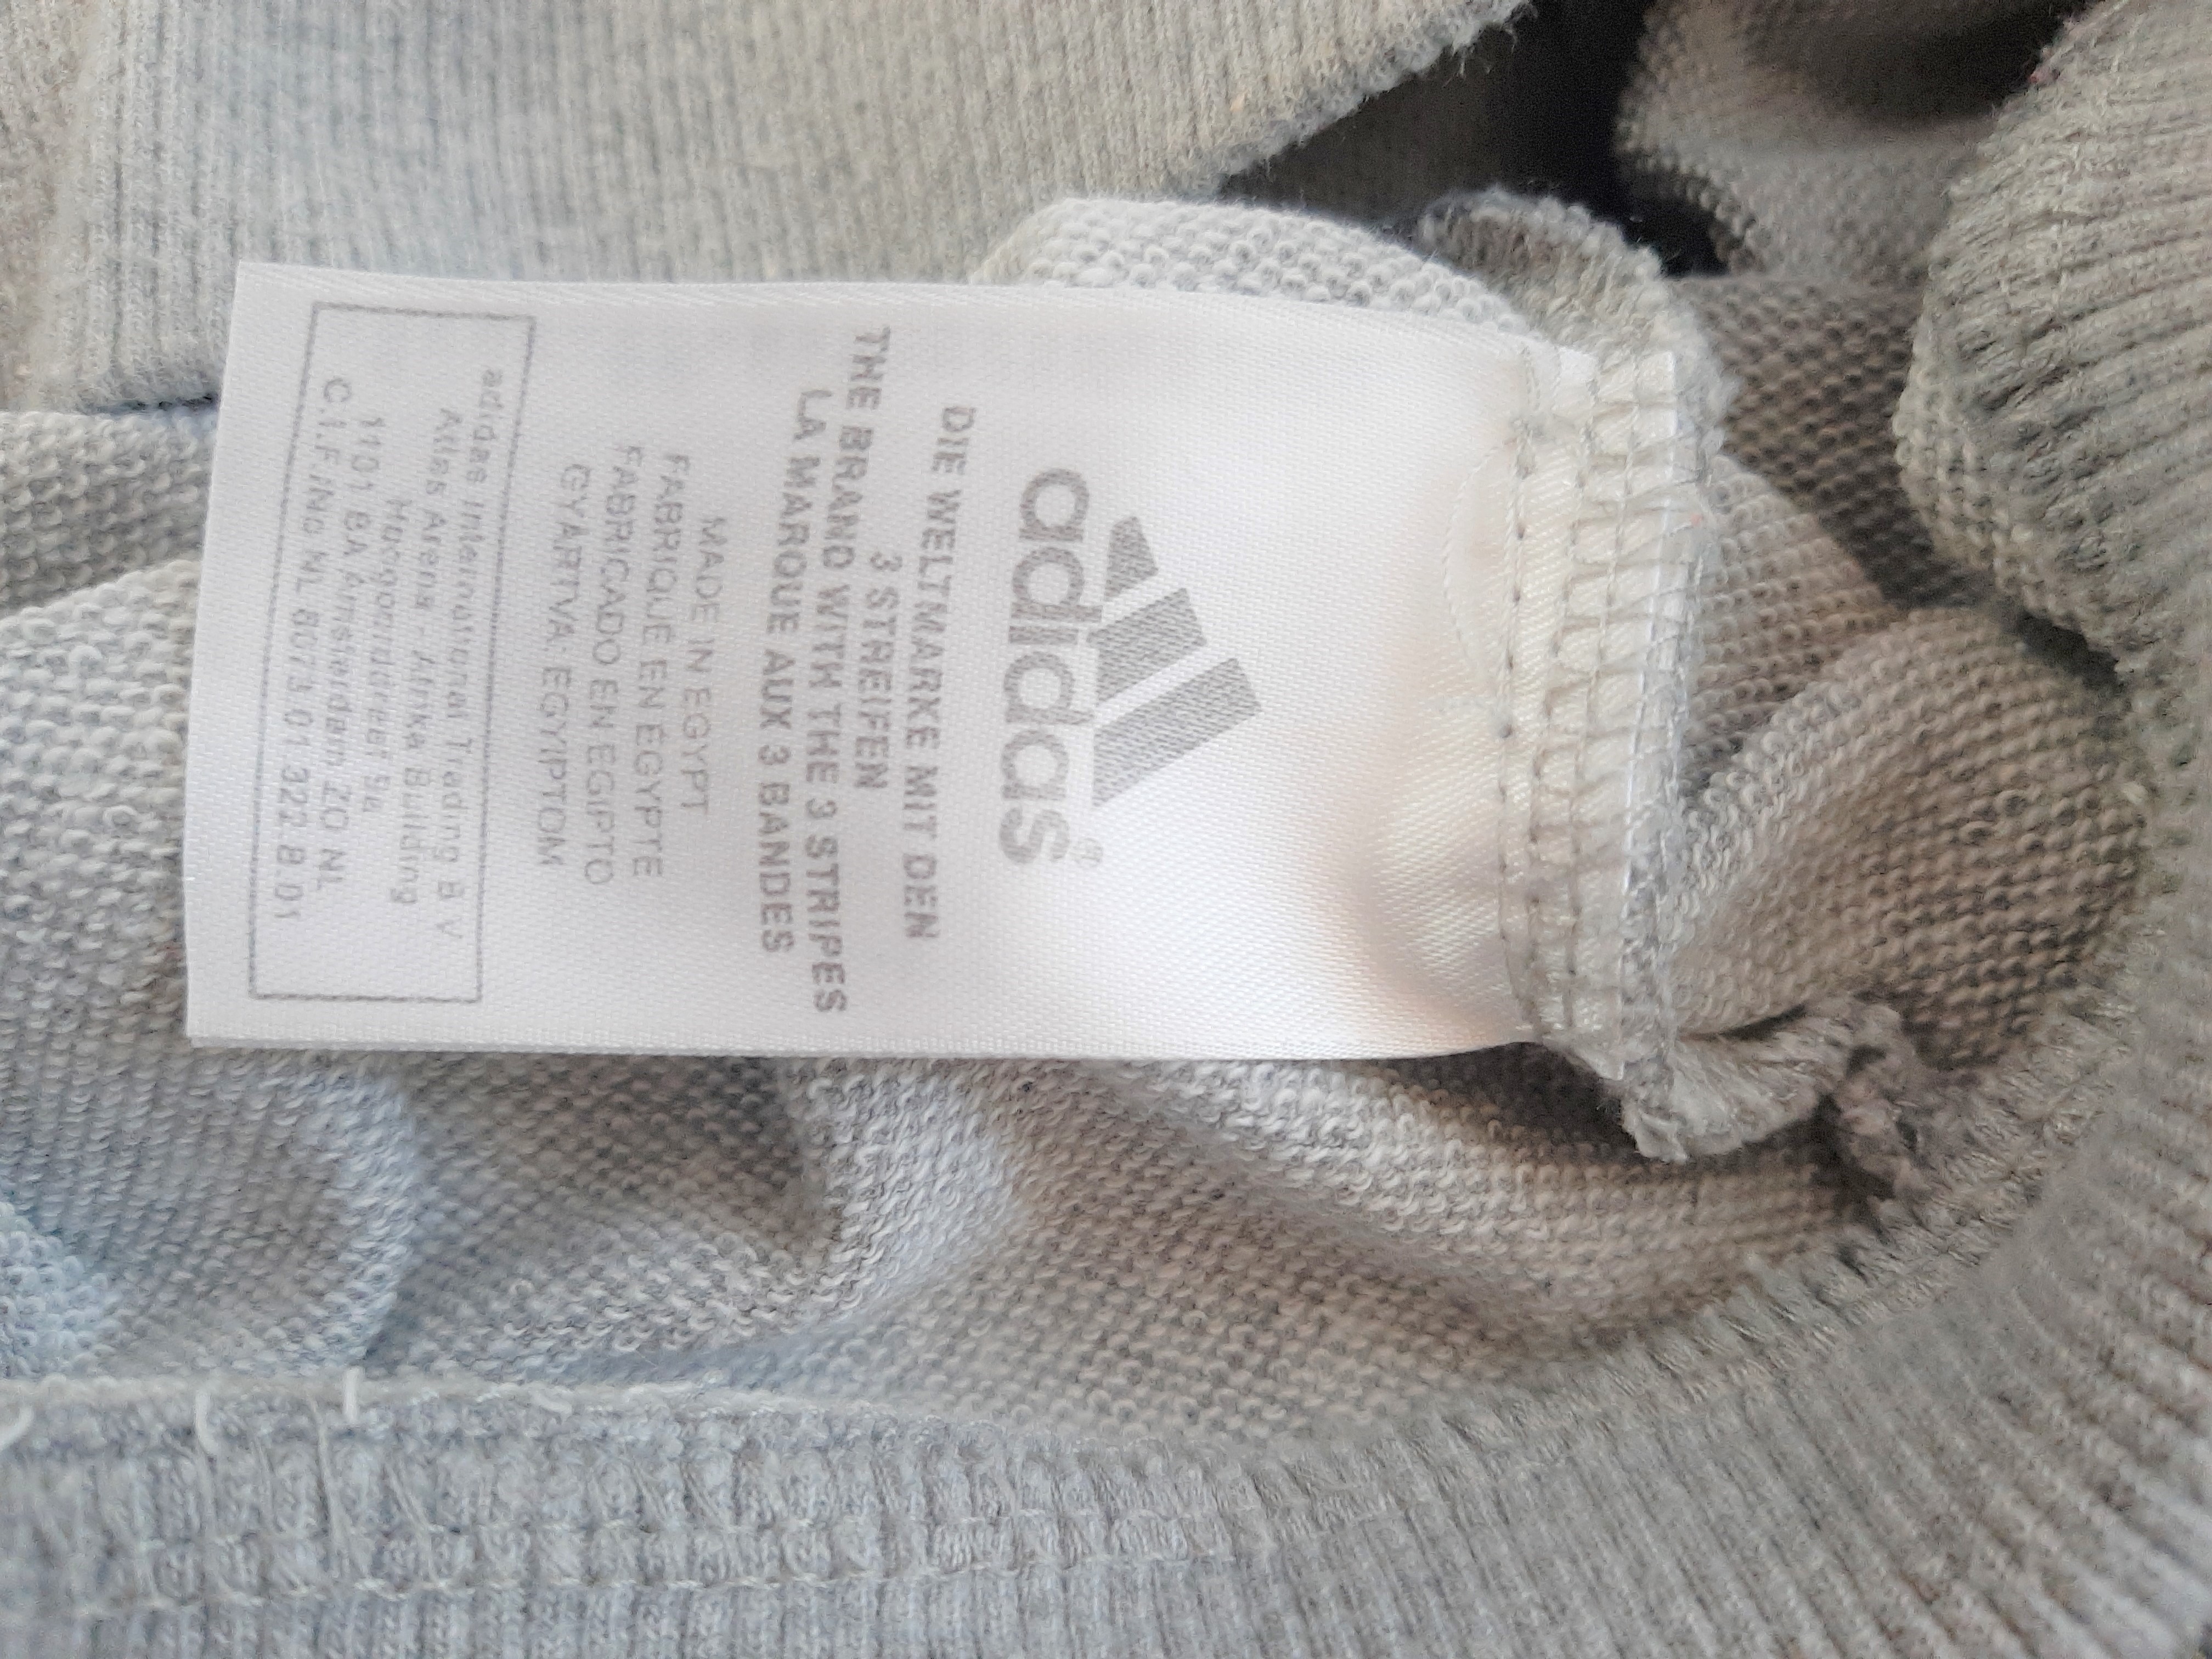 adidas®
DIE WELTMARKE MIT DEN
3 STREIFEN
THE BRAND WITH THE 3 STRIPES
LA MARQUE AUX 3 BANDES
MADE IN EGYPT
FABRIQUE EN EGYPTE
FABRICADO EN EGIPTO
GYARTVA: EGYIPTOM
adidas International Trading B V
Atlas Arena - Afrika Building
Hoogoorddreef 9a
1101 BA Amsterdam ZO NL
C.I.F./No NL 8073.01.322.B.01